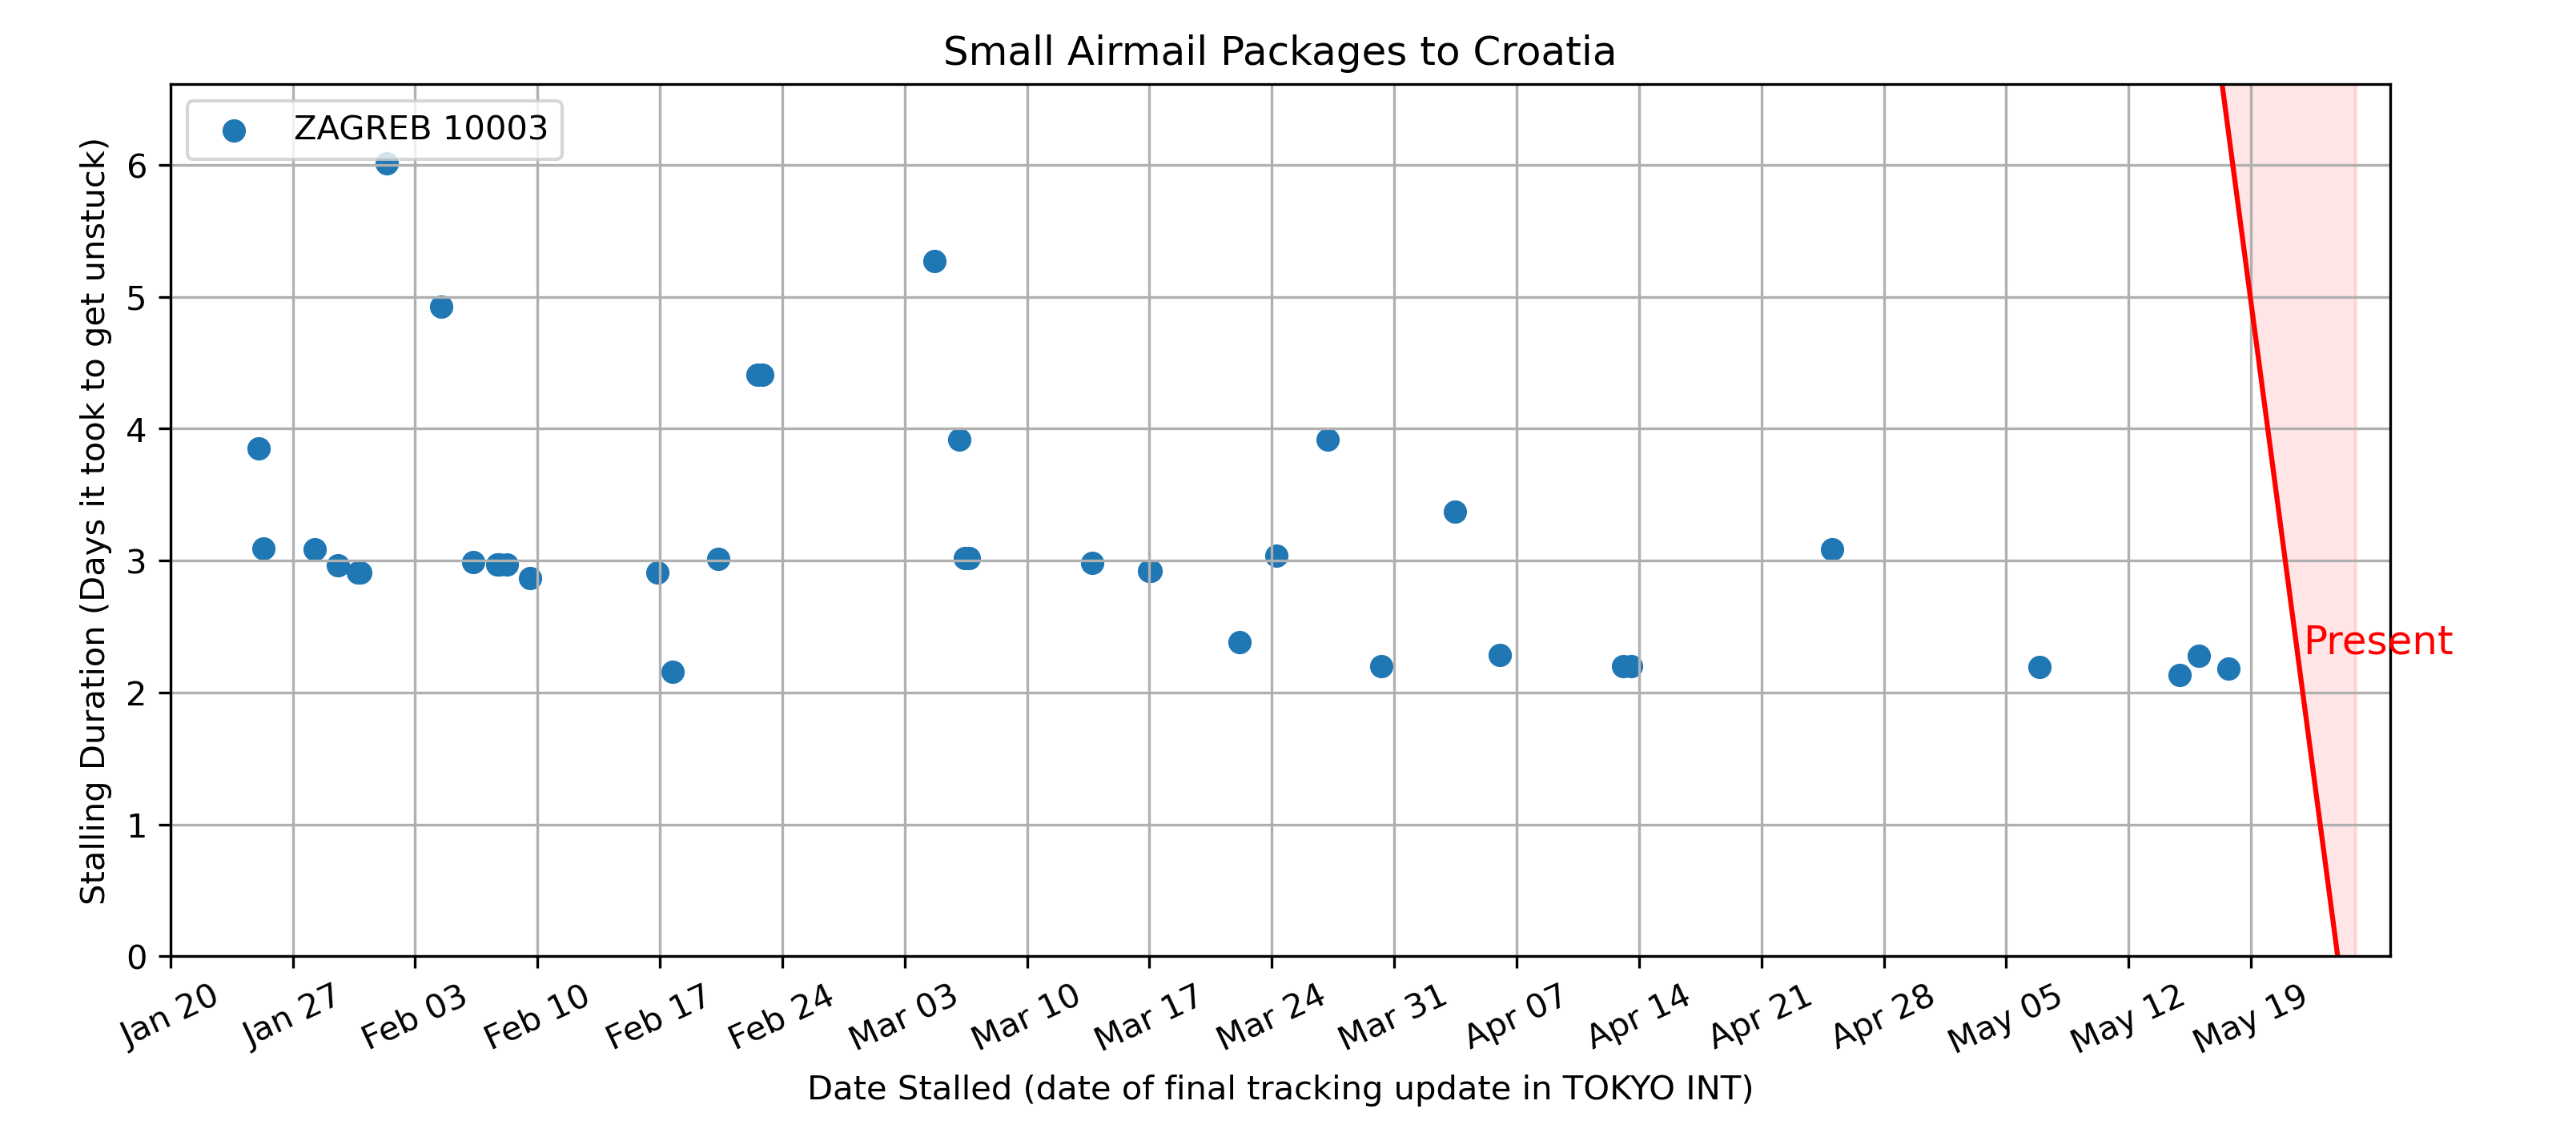 Small Airmail Packages to Croatia
ZAGREB 10003
Stalling Duration (Days it took to get unstuck)
6
5
4
3
2
1
0
Present
Jan 20
Jan 27
Feb 03
Feb 10
Feb 17
Feb 24
Mar 03
Mar 10
Mar 17
Mar 24
Mar 31
Apr 07
Apr 14
Apr 21
Apr 28
May 05
May 12
May 19
Date Stalled (date of final tracking update in TOKYO INT)